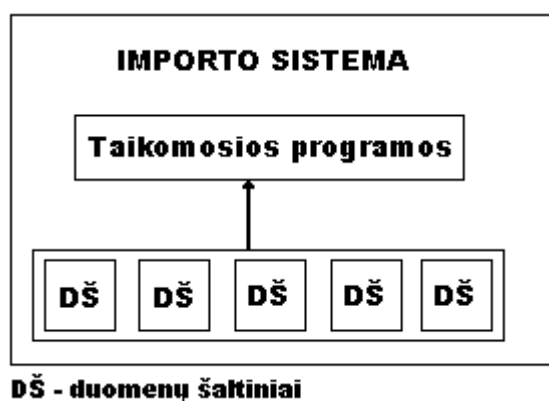 IMPORTO SISTEMA
Taikomosios programos
DŠ DŠ DŠ DŠ DŠ
DŠ - duomenų šaltiniai